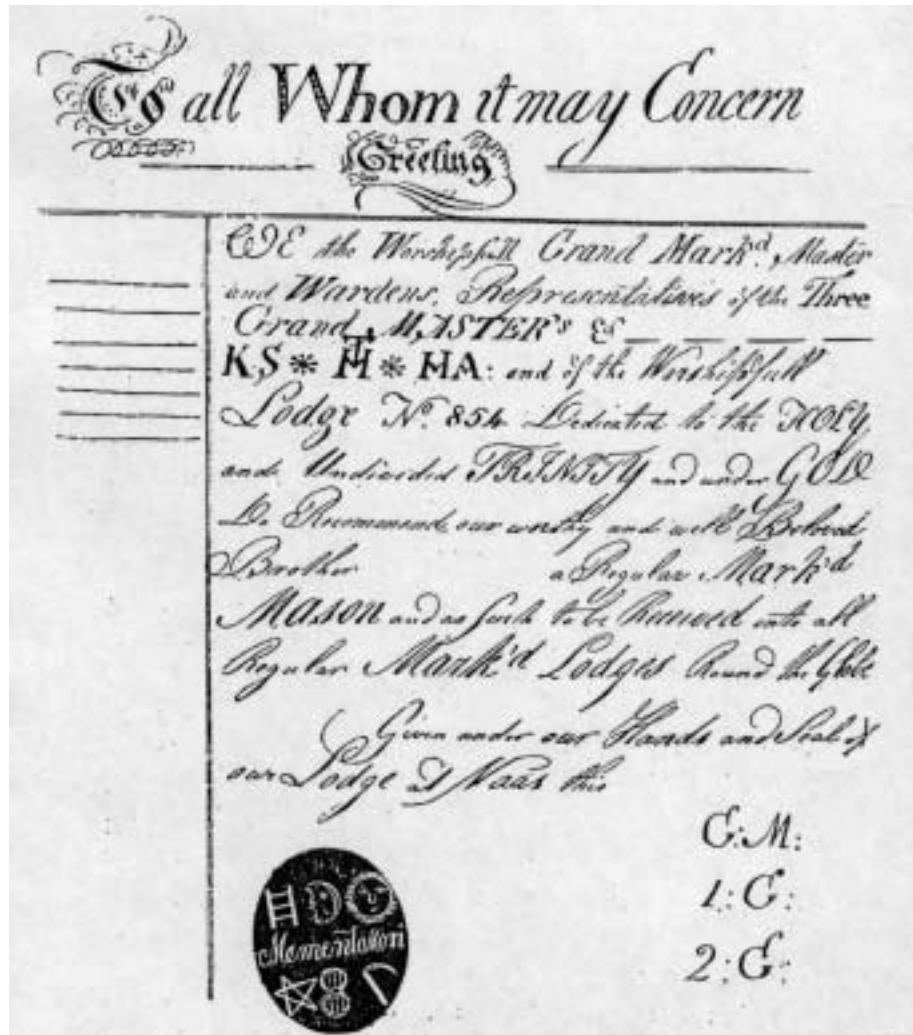 To all Whom it may Concern
Greeting
WE the Worshipfull Grand Mark'd Master
and Wardens, Representatives of the Three
Grand MASTER's &
KS * HT * HA: and of the Worshipfull
Lodge No. 854 Dedicated to the HOLY
and Undivided TRINITY and under GOD
Do Recommend our worthy and well Beloved
Brother a Regular Mark'd
Mason and as such to be Received into all
Regular Mark'd Lodges Round the Globe
Given under our Hands and Seal of
our Lodge at Naas this
G:M:
1:G:
2:G:
Memento Mori